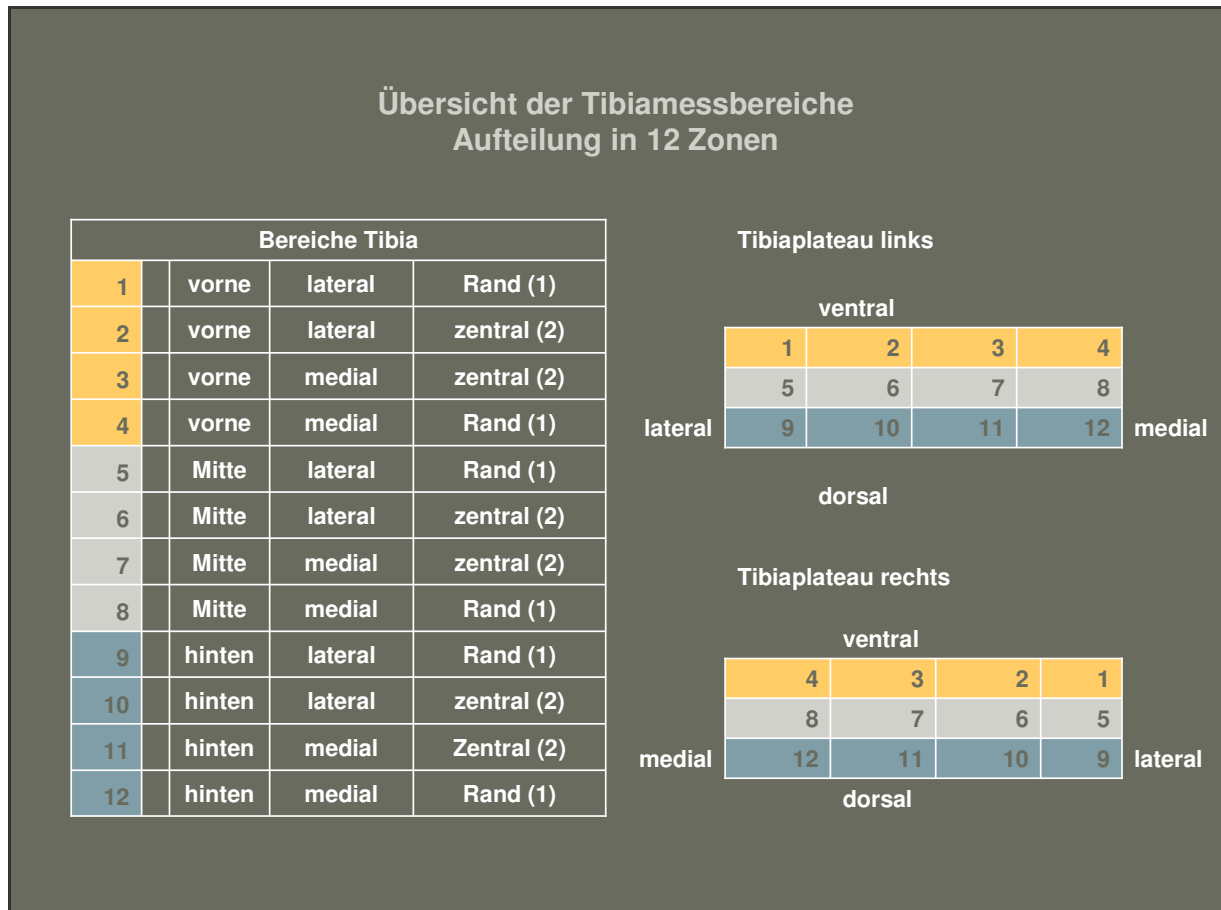 Übersicht der Tibiamessbereiche
Aufteilung in 12 Zonen
Bereiche Tibia
1 vorne lateral Rand (1)
2 vorne lateral zentral (2)
3 vorne medial zentral (2)
4 vorne medial Rand (1)
5 Mitte lateral Rand (1)
6 Mitte lateral zentral (2)
7 Mitte medial zentral (2)
8 Mitte medial Rand (1)
9 hinten lateral Rand (1)
10 hinten lateral zentral (2)
11 hinten medial Zentral (2)
12 hinten medial Rand (1)
Tibiaplateau links
ventral
1 2 3 4
5 6 7 8
lateral 9 10 11 12 medial
dorsal
Tibiaplateau rechts
ventral
4 3 2 1
8 7 6 5
medial 12 11 10 9 lateral
dorsal